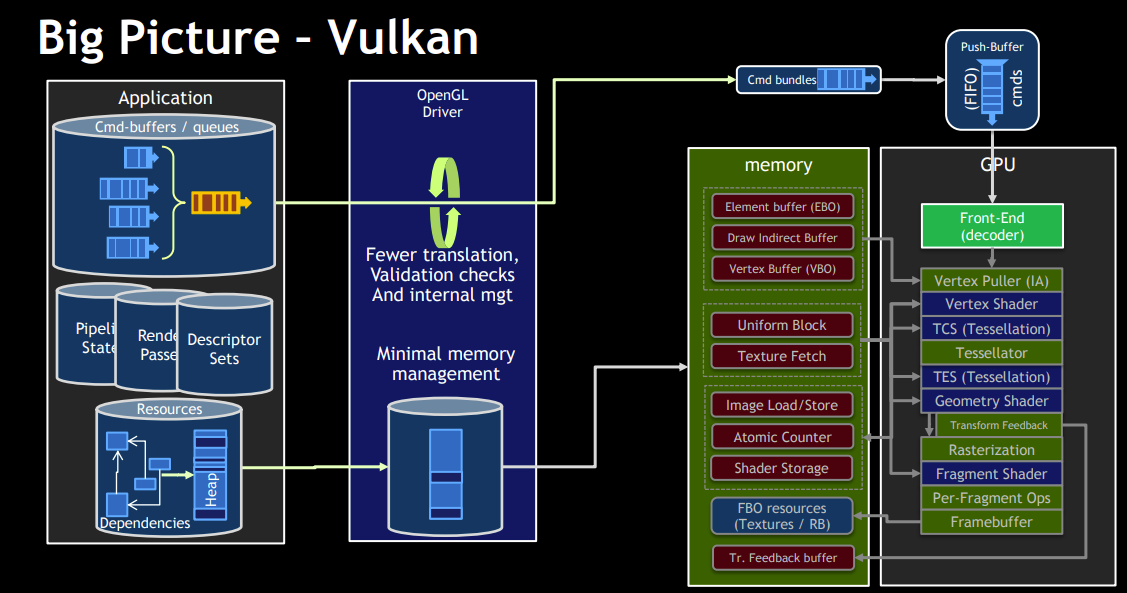 Big Picture – Vulkan
Application
Cmd-buffers / queues
Pipeli
State
Rende
Passe
Descriptor
Sets
Resources
Heap
Dependencies
OpenGL
Driver
Fewer translation,
Validation checks
And internal mgt
Minimal memory
management
Cmd bundles
Push-Buffer
(FIFO)
cmds
memory
Element buffer (EBO)
Draw Indirect Buffer
Vertex Buffer (VBO)
Uniform Block
Texture Fetch
Image Load/Store
Atomic Counter
Shader Storage
FBO resources
(Textures / RB)
Tr. Feedback buffer
GPU
Front-End
(decoder)
Vertex Puller (IA)
Vertex Shader
TCS (Tessellation)
Tessellator
TES (Tessellation)
Geometry Shader
Transform Feedback
Rasterization
Fragment Shader
Per-Fragment Ops
Framebuffer